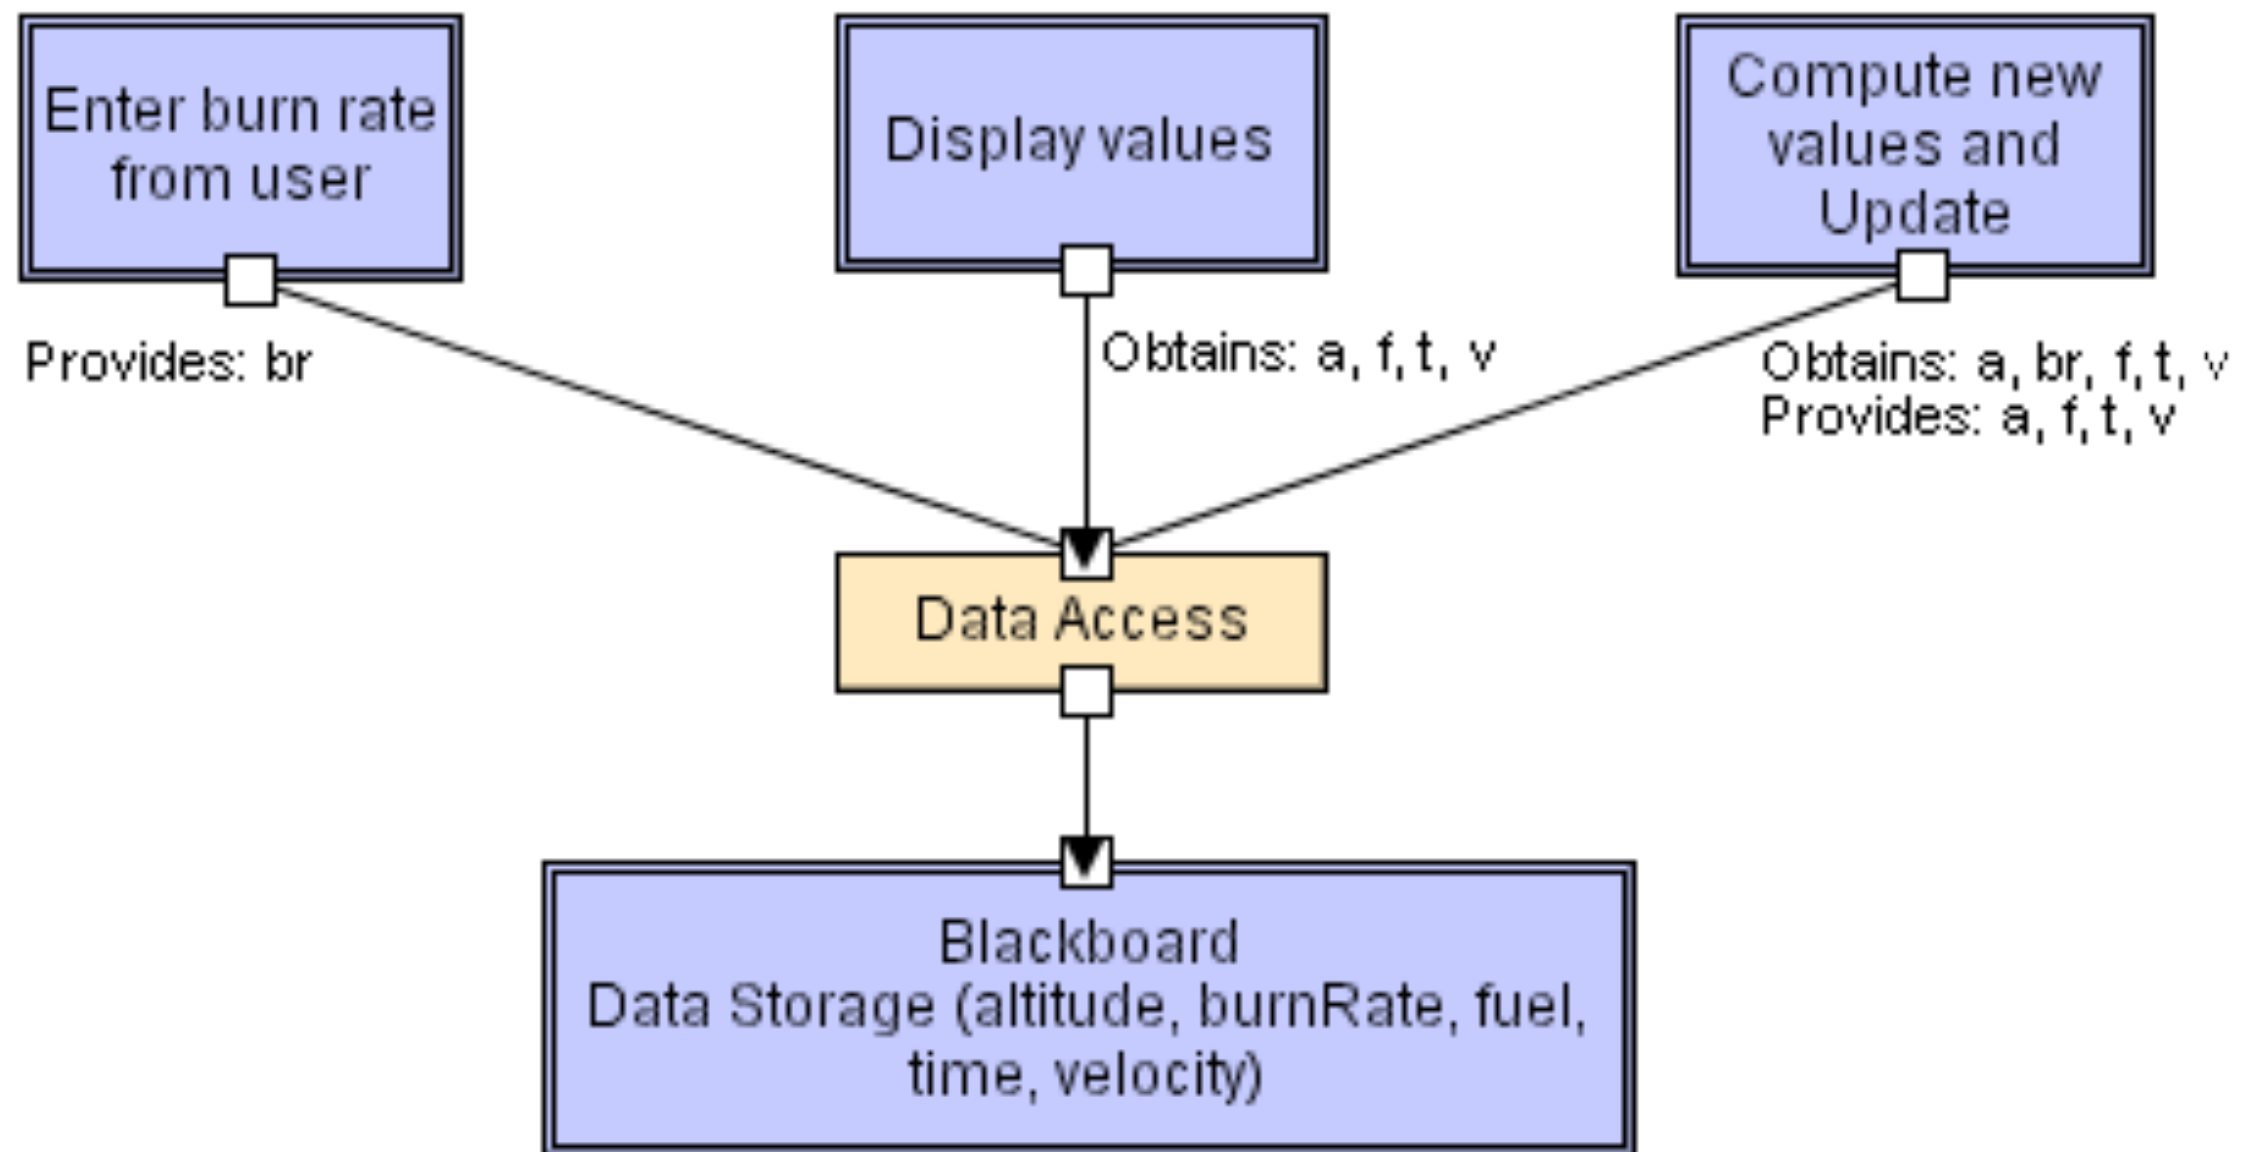 Enter burn rate
from user
Display values
Compute new
values and
Update
Provides: br
Obtains: a, f, t, v
Obtains: a, br, f, t, v
Provides: a, f, t, v
Data Access
Blackboard
Data Storage (altitude, burnRate, fuel,
time, velocity)